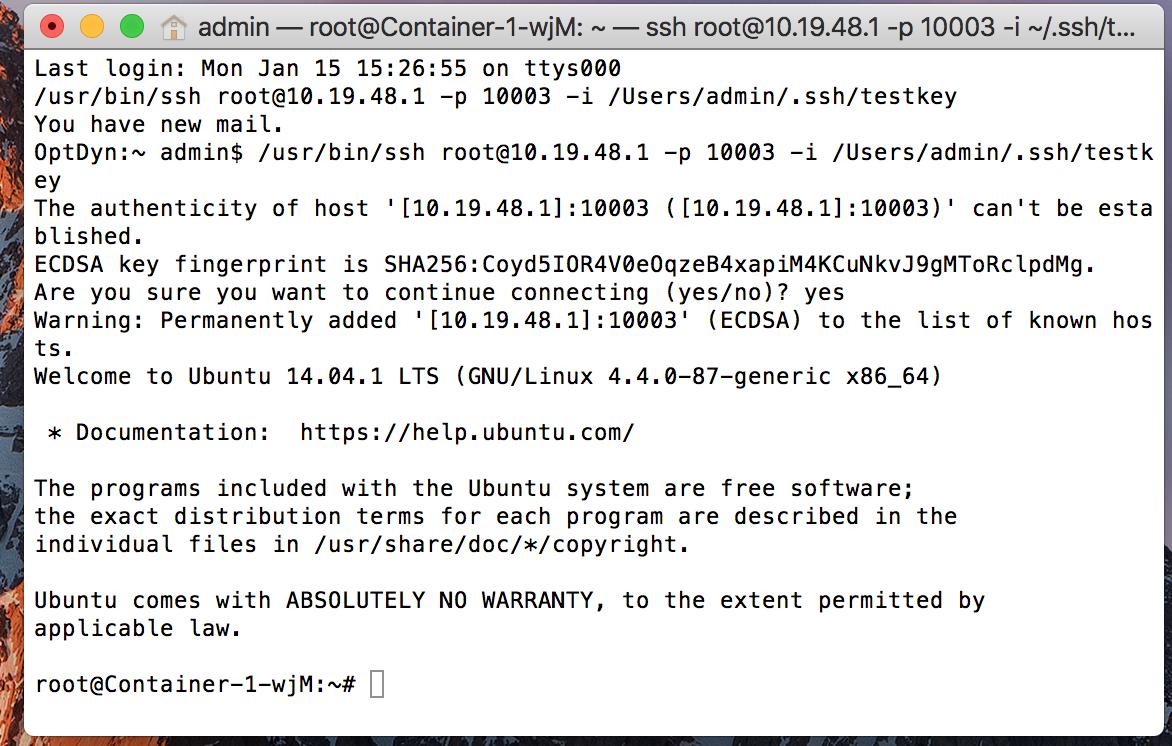 admin — root@Container-1-wjM: ~ — ssh root@10.19.48.1 -p 10003 -i ~/.ssh/t...
Last login: Mon Jan 15 15:26:55 on ttys000
/usr/bin/ssh root@10.19.48.1 -p 10003 -i /Users/admin/.ssh/testkey
You have new mail.
OptDyn:~ admin$ /usr/bin/ssh root@10.19.48.1 -p 10003 -i /Users/admin/.ssh/testk
ey
The authenticity of host '[10.19.48.1]:10003 ([10.19.48.1]:10003)' can't be esta
blished.
ECDSA key fingerprint is SHA256:Coyd5IOR4V0eOqzeB4xapiM4KCuNkvJ9gMToRclpdMg.
Are you sure you want to continue connecting (yes/no)? yes
Warning: Permanently added '[10.19.48.1]:10003' (ECDSA) to the list of known hos
ts.
Welcome to Ubuntu 14.04.1 LTS (GNU/Linux 4.4.0-87-generic x86_64)
* Documentation:  https://help.ubuntu.com/
The programs included with the Ubuntu system are free software;
the exact distribution terms for each program are described in the
individual files in /usr/share/doc/*/copyright.
Ubuntu comes with ABSOLUTELY NO WARRANTY, to the extent permitted by
applicable law.
root@Container-1-wjM:~#